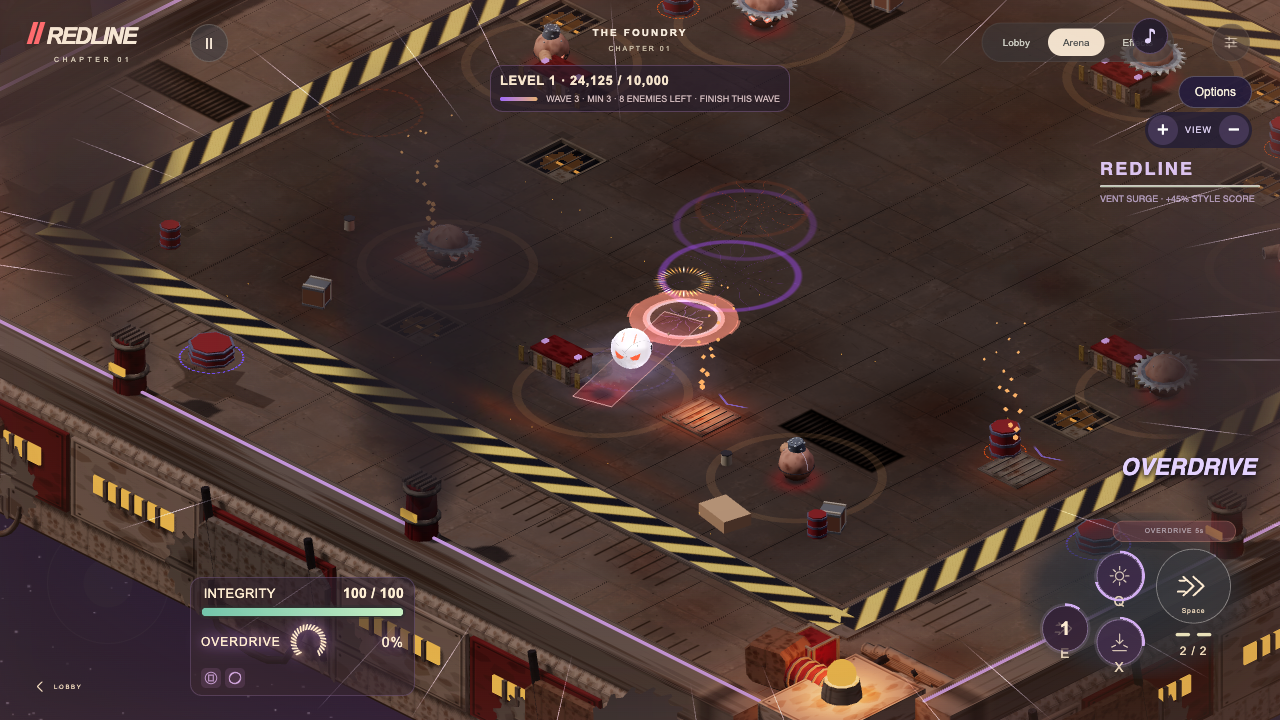 REDLINE
CHAPTER 01
THE FOUNDRY
CHAPTER 01
LEVEL 1 · 24,125 / 10,000
WAVE 3 · MIN 3 · 8 ENEMIES LEFT · FINISH THIS WAVE
Lobby
Arena
Options
+ VIEW −
REDLINE
VENT SURGE · +45% STYLE SCORE
OVERDRIVE
OVERDRIVE 5s
Q
Space
1
E
X
2 / 2
INTEGRITY 100 / 100
OVERDRIVE 0%
LOBBY